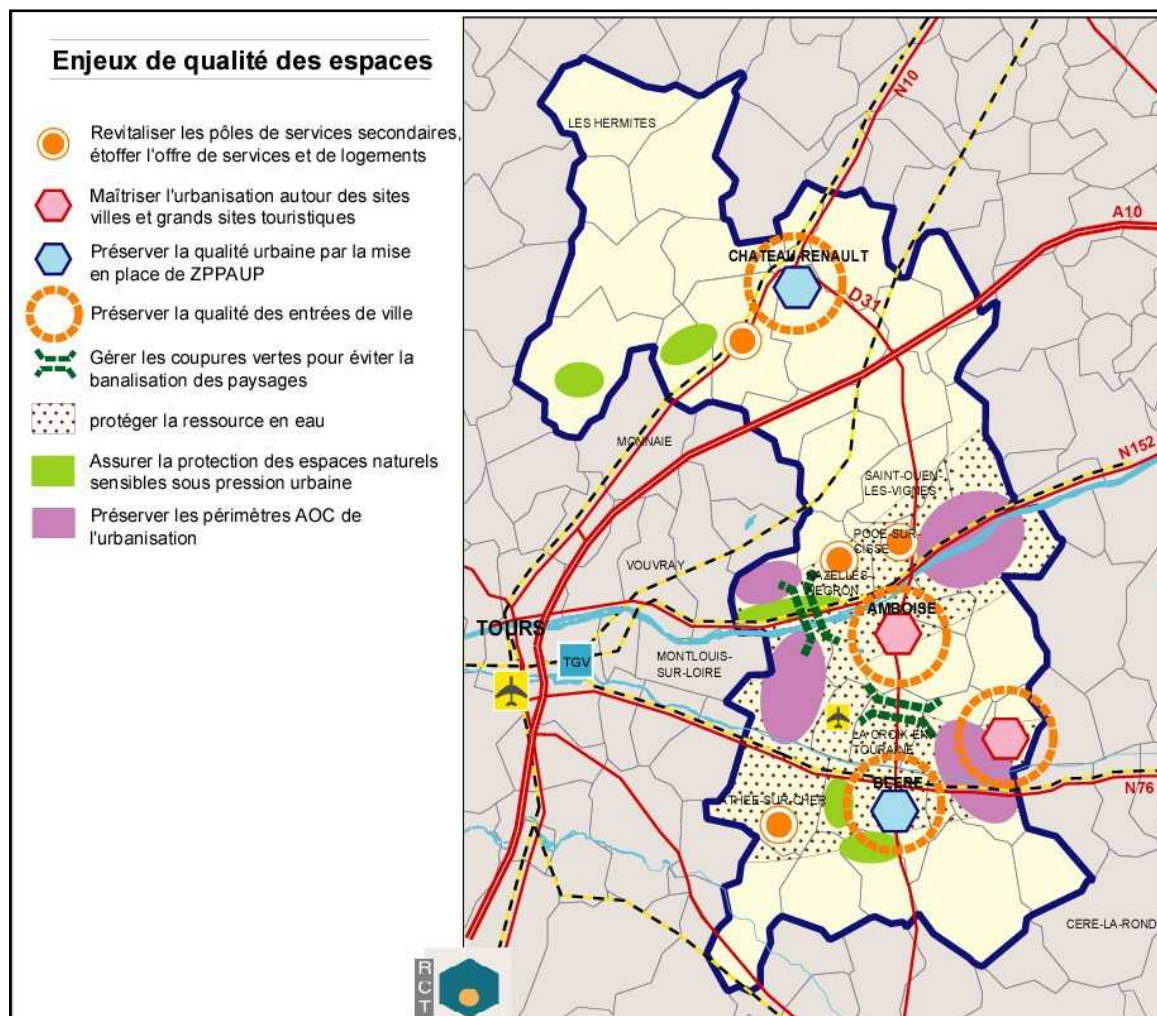 Enjeux de qualité des espaces
Revitaliser les pôles de services secondaires,
étoffer l'offre de services et de logements
Maîtriser l'urbanisation autour des sites
villes et grands sites touristiques
Préserver la qualité urbaine par la mise
en place de ZPPAUP
Préserver la qualité des entrées de ville
Gérer les coupures vertes pour éviter la
banalisation des paysages
protéger la ressource en eau
Assurer la protection des espaces naturels
sensibles sous pression urbaine
Préserver les périmètres AOC de
l'urbanisation
N10
LES HERMITES
A10
CHATEAU-RENAULT
D31
MONNAIE
N152
SAINT-OUEN-
LES-VIGNES
POCE-SUR-
CISSE
VOUVRAY
AMBOISE
TOURS
TGV
MONTLOUIS-
SUR-LOIRE
LA CROIX-EN-
TOURAINE
BLERE
N76
ATHEE-SUR-CHER
CERE-LA-ROND
RCT